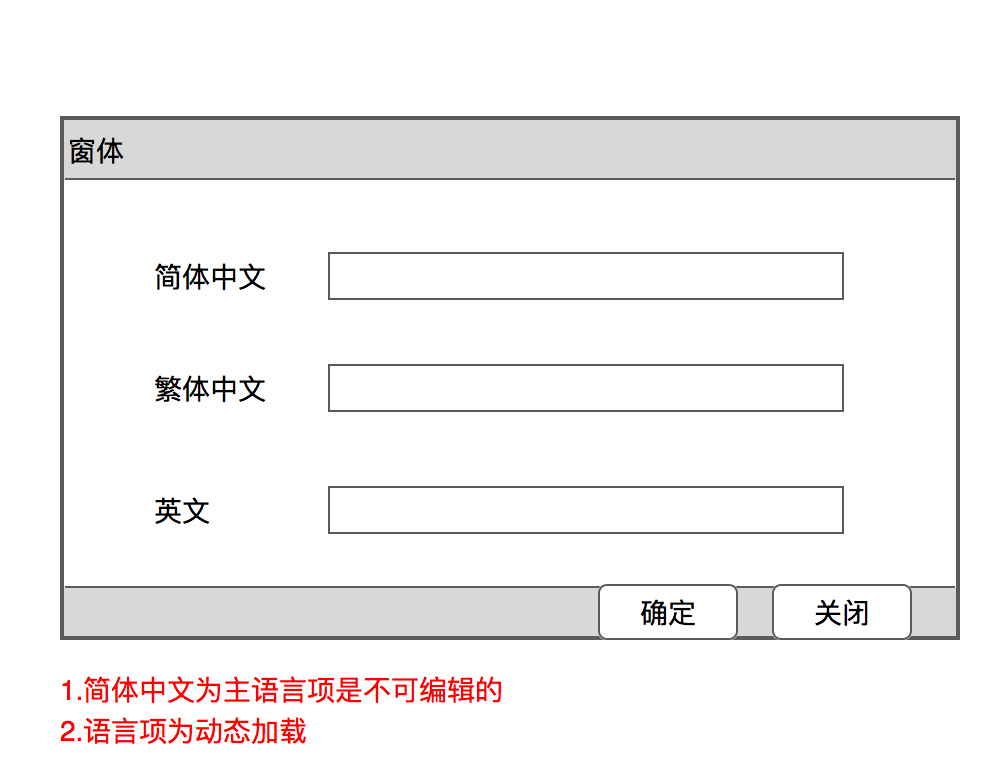 窗体
简体中文
繁体中文
英文
确定
关闭
1.简体中文为主语言项是不可编辑的
2.语言项为动态加载